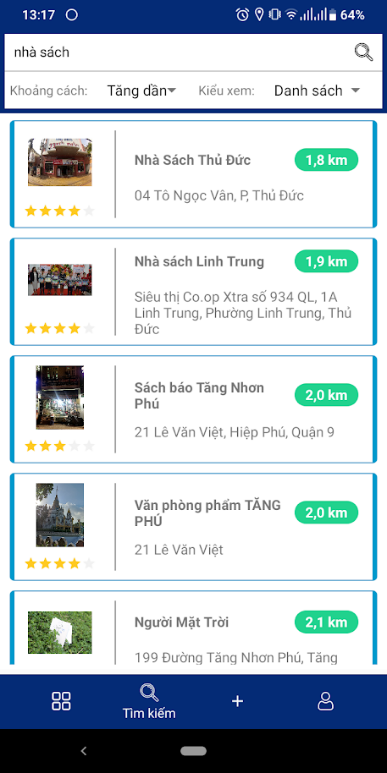 13:17
64%
nhà sách
Khoảng cách: Tăng dần Kiểu xem: Danh sách
Nhà Sách Thủ Đức 1,8 km
04 Tô Ngọc Vân, P, Thủ Đức
Nhà sách Linh Trung 1,9 km
Siêu thị Co.op Xtra số 934 QL, 1A
Linh Trung, Phường Linh Trung, Thủ
Đức
Sách báo Tăng Nhơn
Phú
2,0 km
21 Lê Văn Việt, Hiệp Phú, Quận 9
Văn phòng phẩm TĂNG
PHÚ
2,0 km
21 Lê Văn Việt
Người Mặt Trời 2,1 km
199 Đường Tăng Nhơn Phú, Tăng
Tìm kiếm